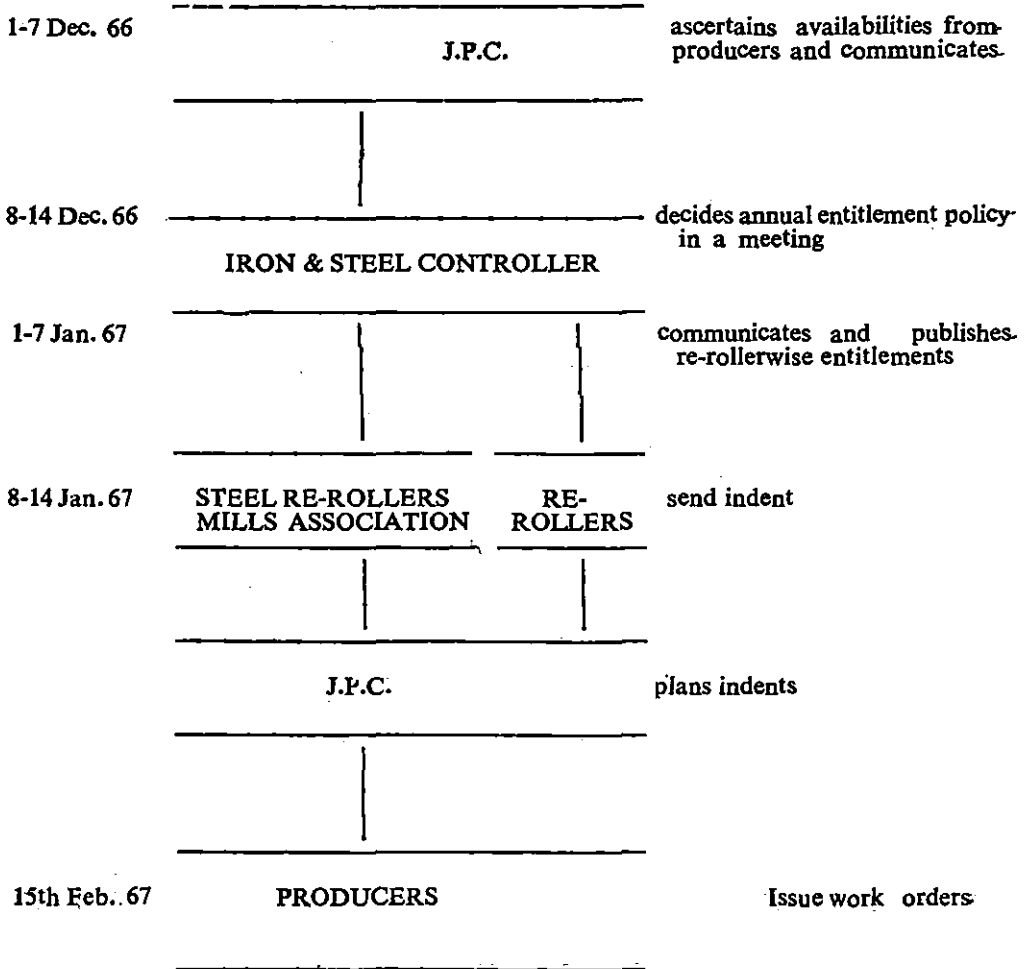 1-7 Dec. 66
J.P.C.
ascertains availabilities from
producers and communicates
8-14 Dec. 66
IRON & STEEL CONTROLLER
decides annual entitlement policy
in a meeting
1-7 Jan. 67
communicates and publishes
re-rollerwise entitlements
8-14 Jan. 67
STEEL RE-ROLLERS
MILLS ASSOCIATION
RE-
ROLLERS
send indent
J.P.C.
plans indents
15th Feb. 67
PRODUCERS
Issue work orders